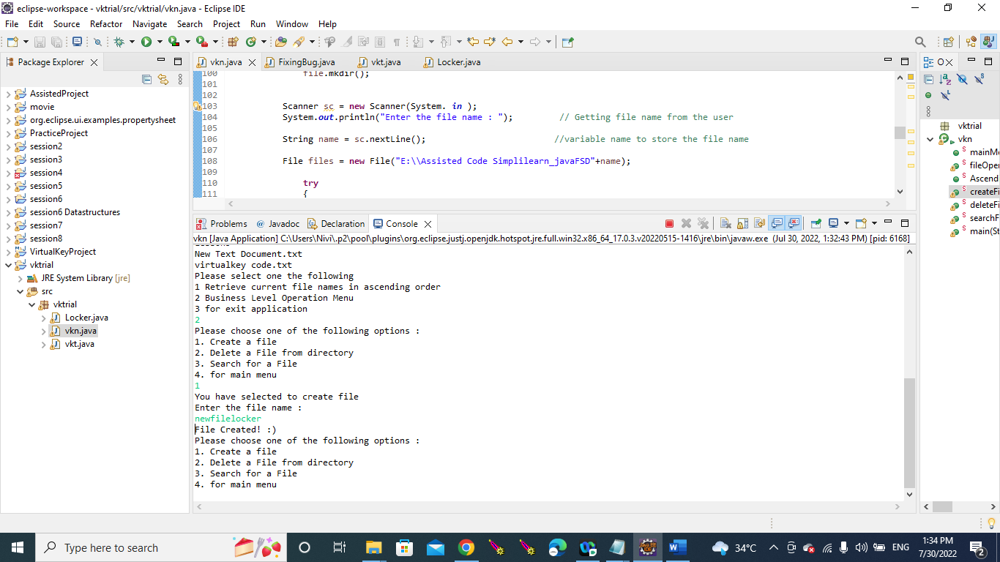 eclipse-workspace - vktrial/src/vktrial/vkn.java - Eclipse IDE
File Edit Source Refactor Navigate Search Project Run Window Help
Package Explorer
AssistedProject
movie
org.eclipse.ui.examples.propertysheet
PracticeProject
session2
session3
session4
session5
session6
session6 Datastructures
session7
session8
VirtualKeyProject
vktrial
JRE System Library [jre]
src
vktrial
Locker.java
vkn.java
vkt.java
vkn.java FixingBug.java vkt.java Locker.java
100 file.mkdir();
101
102
103 Scanner sc = new Scanner(System. in );
104 System.out.println("Enter the file name : "); // Getting file name from the user
105
106 String name = sc.nextLine(); //variable name to store the file name
107
108 File files = new File("E:\\Assisted Code Simplilearn_javaFSD"+name);
109
110 try
111 {
Problems @ Javadoc Declaration Console
vkn [Java Application] C:\Users\Nivi\.p2\pool\plugins\org.eclipse.justj.openjdk.hotspot.jre.full.win32.x86_64_17.0.3.v20220515-1416\jre\bin\javaw.exe (Jul 30, 2022, 1:32:43 PM) [pid: 6168]
New Text Document.txt
virtualkey code.txt
Please select one the following
1 Retrieve current file names in ascending order
2 Business Level Operation Menu
3 for exit application
2
Please choose one of the following options :
1. Create a file
2. Delete a File from directory
3. Search for a File
4. for main menu
1
You have selected to create file
Enter the file name :
newfilelocker
File Created! :)
Please choose one of the following options :
1. Create a file
2. Delete a File from directory
3. Search for a File
4. for main menu
O
vktrial
vkn
mainM
fileOper
Ascend
createFi
deleteFi
searchF
main(St
Type here to search
34°C
ENG
1:34 PM
7/30/2022
2